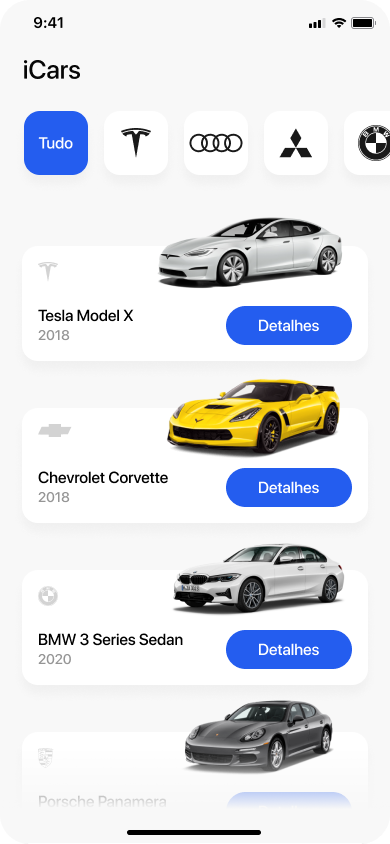 9:41
iCars
Tudo
BMW
Tesla Model X
2018
Detalhes
Chevrolet Corvette
2018
Detalhes
BMW 3 Series Sedan
2020
Detalhes
Porsche Panamera